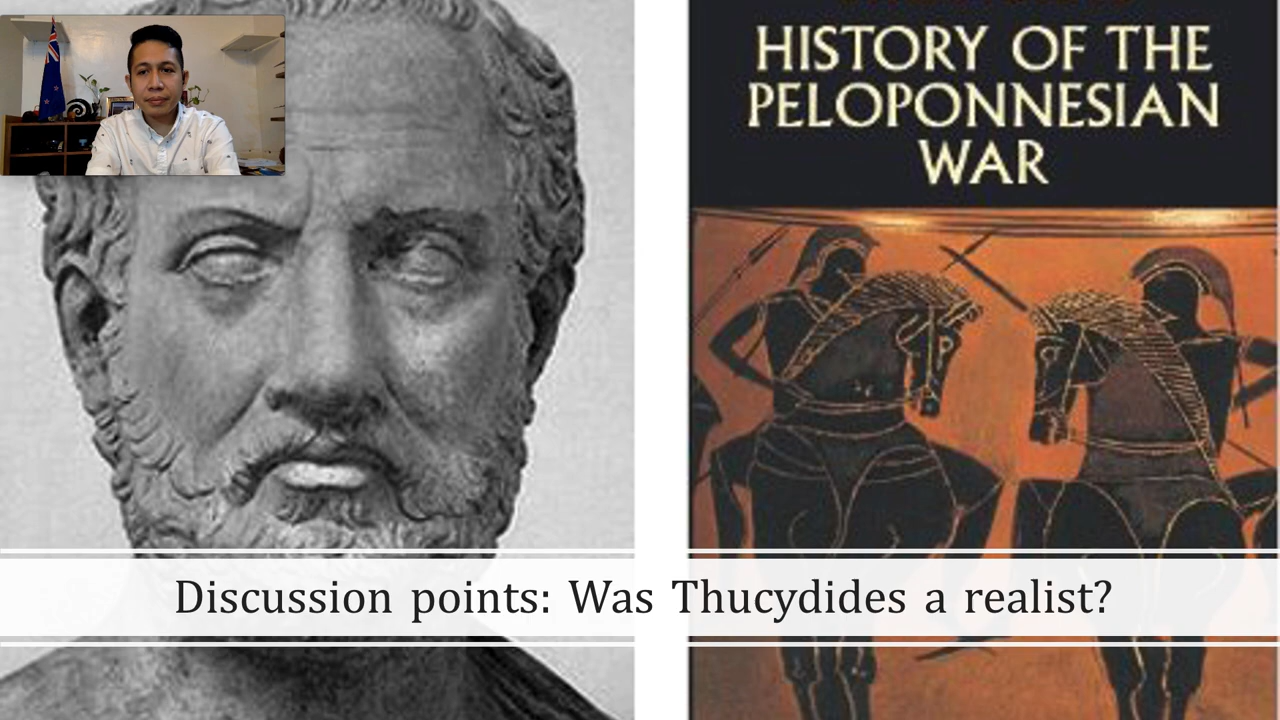 HISTORY OF THE
PELOPONNESIAN
WAR
Discussion points: Was Thucydides a realist?